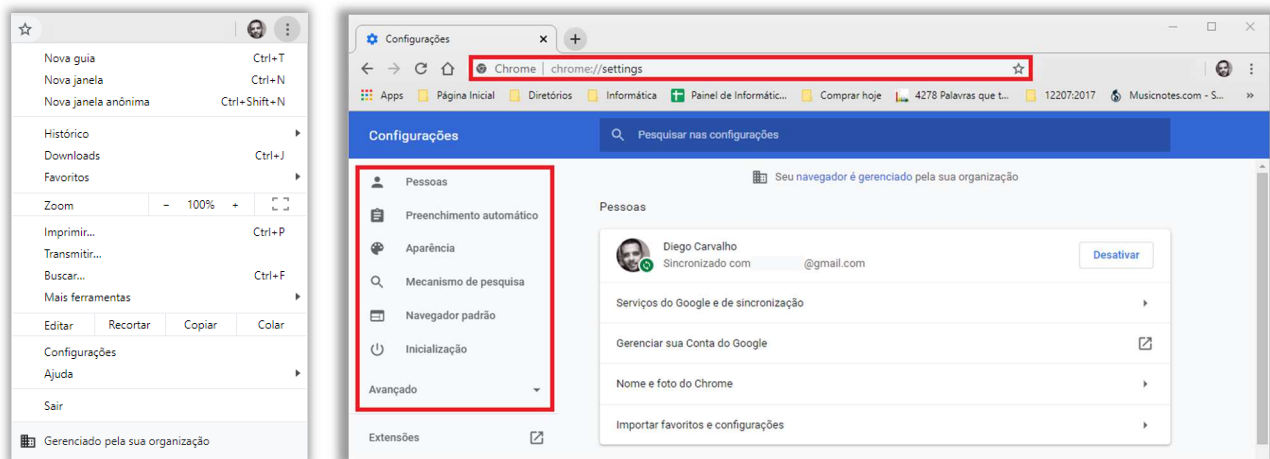 Nova guia Ctrl+T
Nova janela Ctrl+N
Nova janela anônima Ctrl+Shift+N
Histórico
Downloads Ctrl+J
Favoritos
Zoom - 100% +
Imprimir... Ctrl+P
Transmitir...
Buscar... Ctrl+F
Mais ferramentas
Editar Recortar Copiar Colar
Configurações
Ajuda
Sair
Gerenciado pela sua organização
Configurações
Chrome | chrome://settings
Apps Página Inicial Diretórios Informática Painel de Informátic... Comprar hoje 4278 Palavras que t... 12207:2017 Musicnotes.com - S... »
Configurações Pesquisar nas configurações
Pessoas
Preenchimento automático
Aparência
Mecanismo de pesquisa
Navegador padrão
Inicialização
Avançado
Extensões
Seu navegador é gerenciado pela sua organização
Pessoas
Diego Carvalho
Sincronizado com @gmail.com
Desativar
Serviços do Google e de sincronização
Gerenciar sua Conta do Google
Nome e foto do Chrome
Importar favoritos e configurações